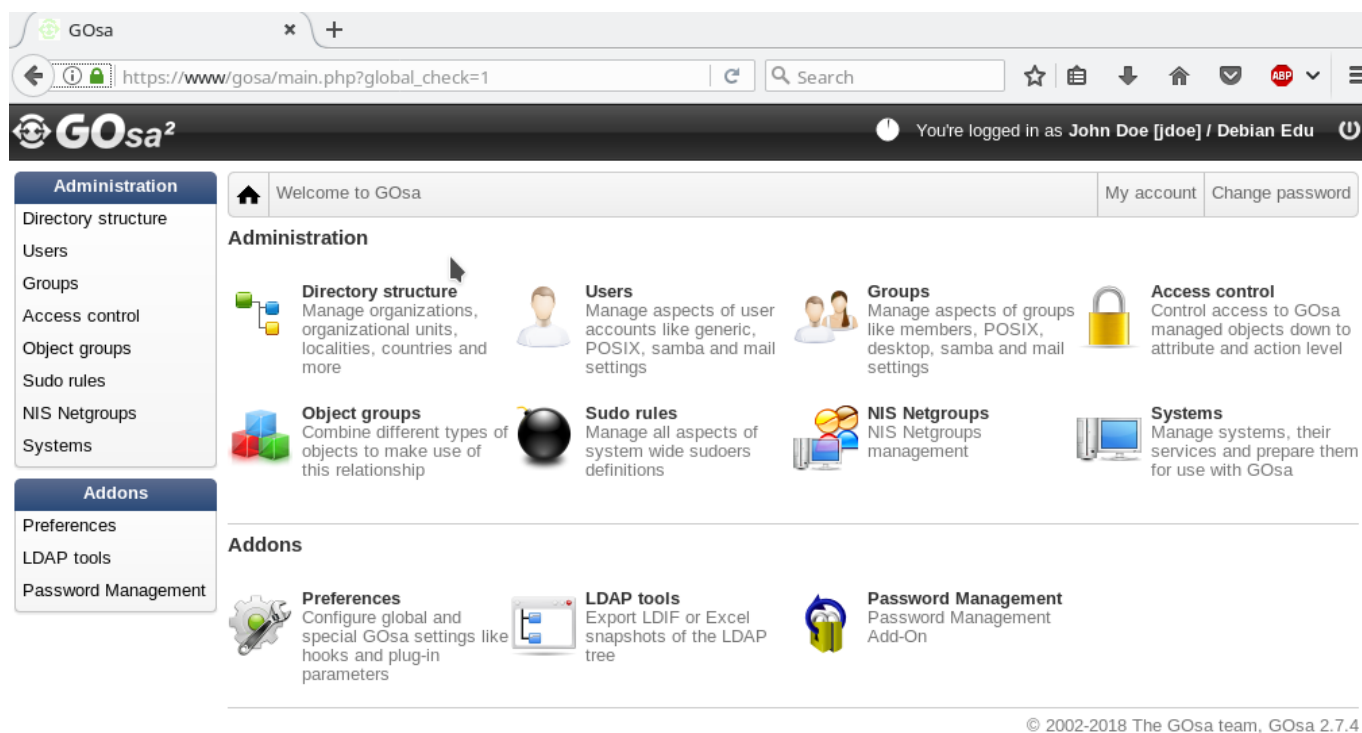 GOsa
https://www/gosa/main.php?global_check=1
Search
ABP
GOsa²
You're logged in as John Doe [jdoe] / Debian Edu
Administration
Directory structure
Users
Groups
Access control
Object groups
Sudo rules
NIS Netgroups
Systems
Addons
Preferences
LDAP tools
Password Management
Welcome to GOsa
My account
Change password
Administration
Directory structure
Manage organizations,
organizational units,
localities, countries and
more
Users
Manage aspects of user
accounts like generic,
POSIX, samba and mail
settings
Groups
Manage aspects of groups
like members, POSIX,
desktop, samba and mail
settings
Access control
Control access to GOsa
managed objects down to
attribute and action level
Object groups
Combine different types of
objects to make use of
this relationship
Sudo rules
Manage all aspects of
system wide sudoers
definitions
NIS Netgroups
NIS Netgroups
management
Systems
Manage systems, their
services and prepare them
for use with GOsa
Addons
Preferences
Configure global and
special GOsa settings like
hooks and plug-in
parameters
LDAP tools
Export LDIF or Excel
snapshots of the LDAP
tree
Password Management
Password Management
Add-On
© 2002-2018 The GOsa team, GOsa 2.7.4